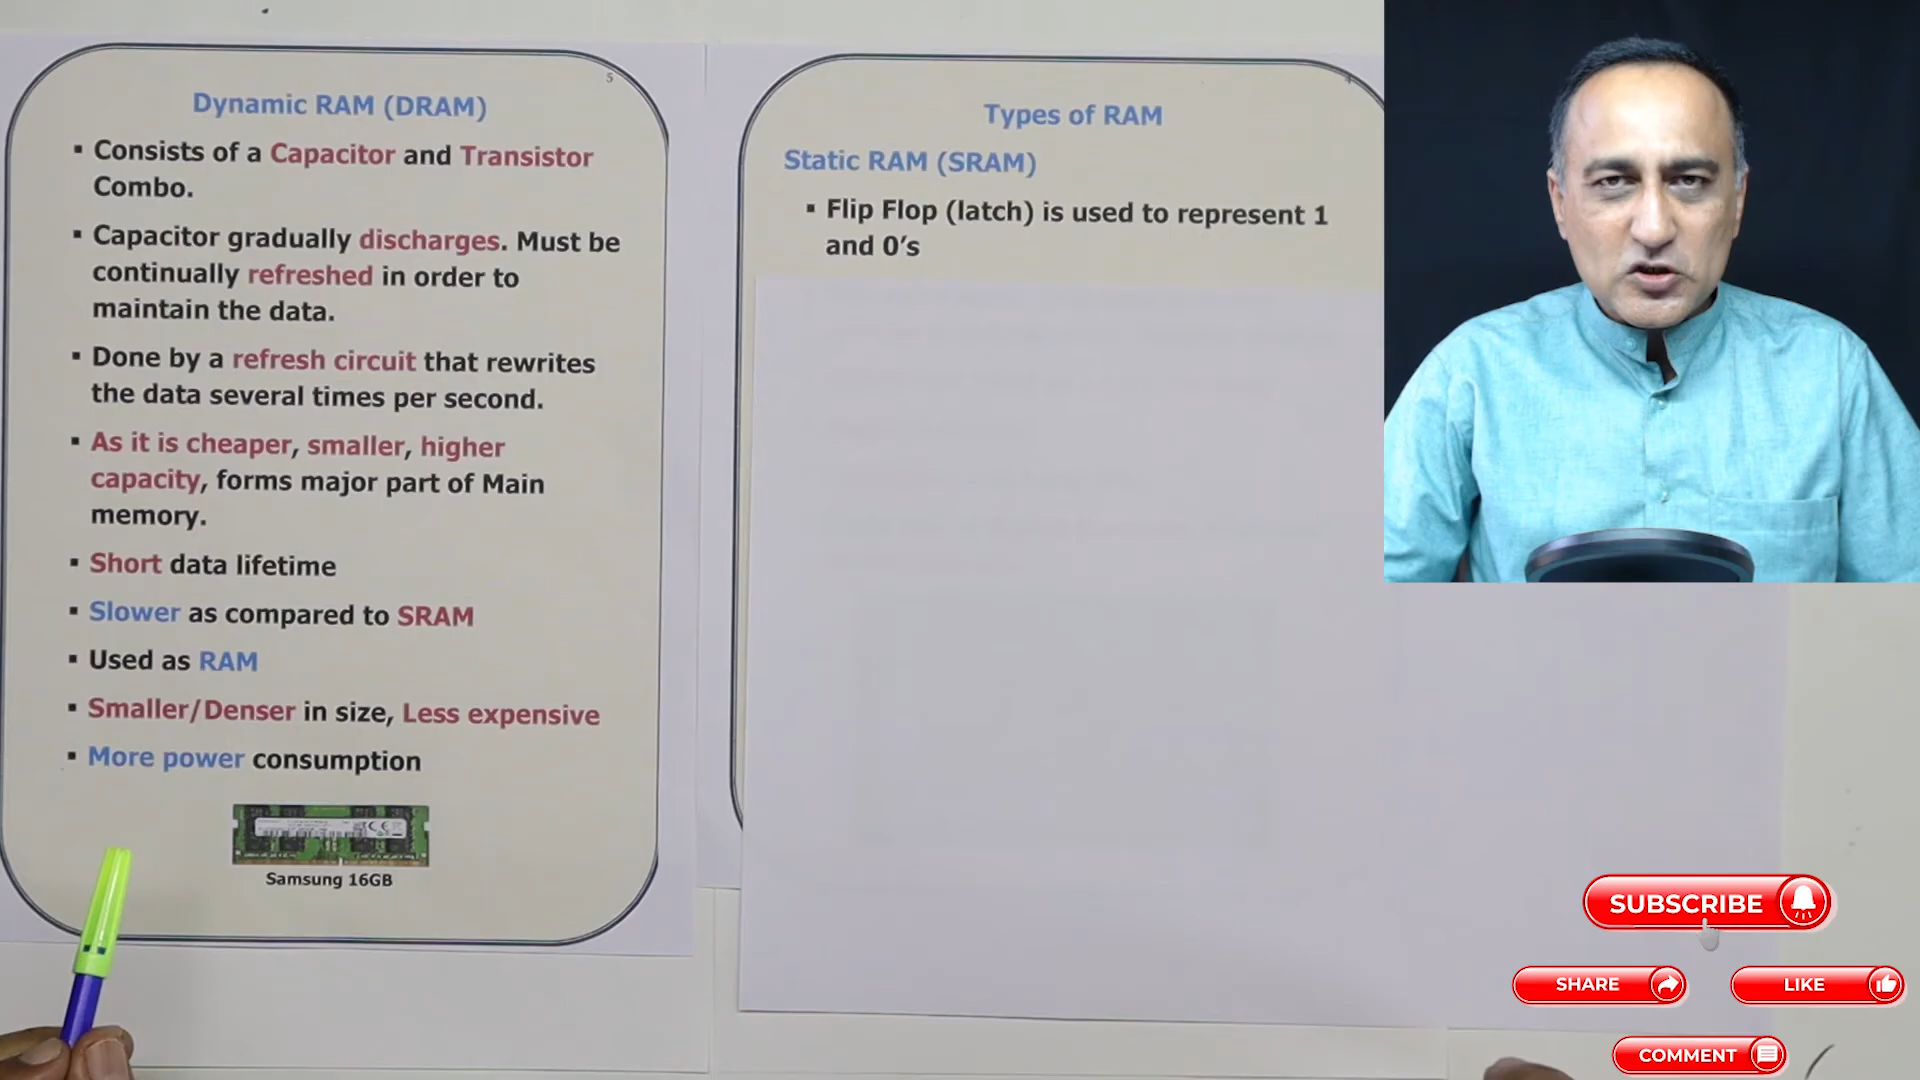 5
Dynamic RAM (DRAM)
▪ Consists of a Capacitor and Transistor
Combo.
▪ Capacitor gradually discharges. Must be
continually refreshed in order to
maintain the data.
▪ Done by a refresh circuit that rewrites
the data several times per second.
▪ As it is cheaper, smaller, higher
capacity, forms major part of Main
memory.
▪ Short data lifetime
▪ Slower as compared to SRAM
▪ Used as RAM
▪ Smaller/Denser in size, Less expensive
▪ More power consumption
Samsung 16GB
4
Types of RAM
Static RAM (SRAM)
▪ Flip Flop (latch) is used to represent 1
and 0’s
SUBSCRIBE
SHARE
LIKE
COMMENT